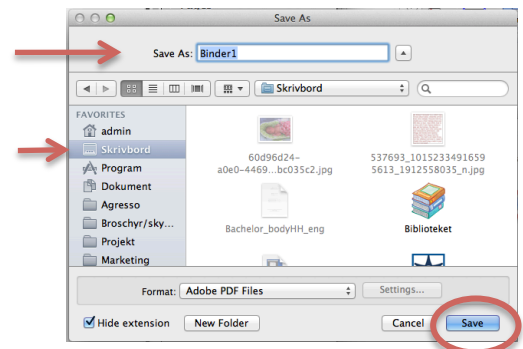 Save As
Save As: Binder1
Skrivbord
FAVORITES
admin
Skrivbord
Program
Dokument
Agresso
Broschyr/sky...
Projekt
Marketing
60d96d24-
a0e0-4469...bc035c2.jpg
537693_1015233491659
5613_1912558035_n.jpg
Bachelor_bodyHH_eng
Biblioteket
Format: Adobe PDF Files
Settings...
Hide extension
New Folder
Cancel
Save